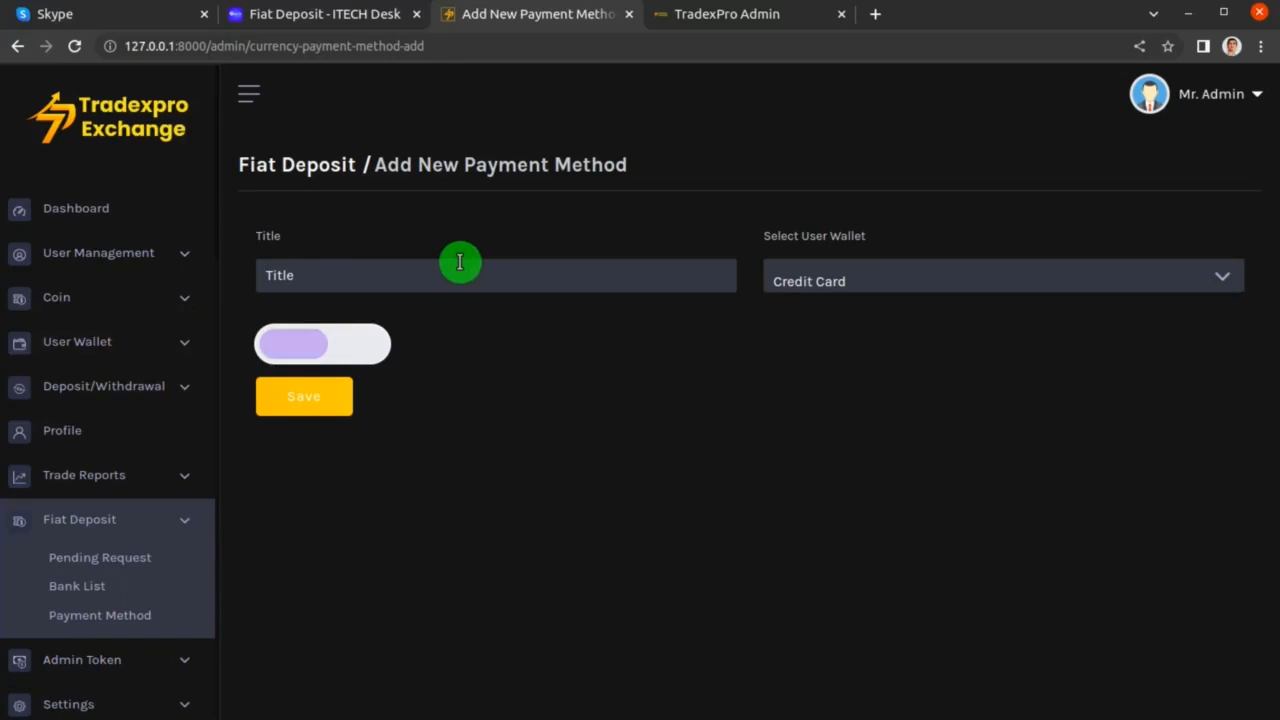 Skype
Fiat Deposit - ITECH Desk
Add New Payment Metho
TradexPro Admin
127.0.0.1:8000/admin/currency-payment-method-add
Tradexpro
Exchange
Mr. Admin
Fiat Deposit / Add New Payment Method
Dashboard
User Management
Coin
User Wallet
Deposit/Withdrawal
Profile
Trade Reports
Fiat Deposit
Pending Request
Bank List
Payment Method
Admin Token
Settings
Title
Title
Select User Wallet
Credit Card
Save